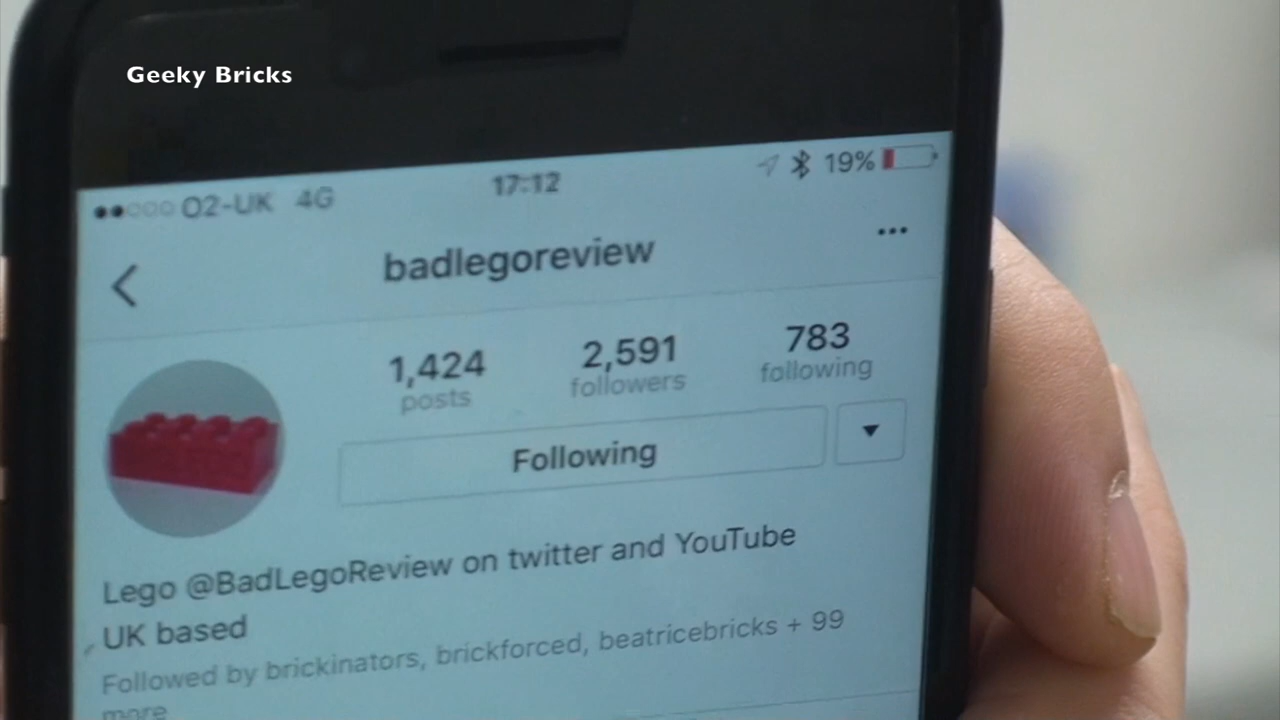 Geeky Bricks
O2-UK 4G 17:12 19%
badlegoreview
1,424 2,591 783
posts followers following
Following
Lego @BadLegoReview on twitter and YouTube
UK based
Followed by brickinators, brickforced, beatricebricks + 99
more